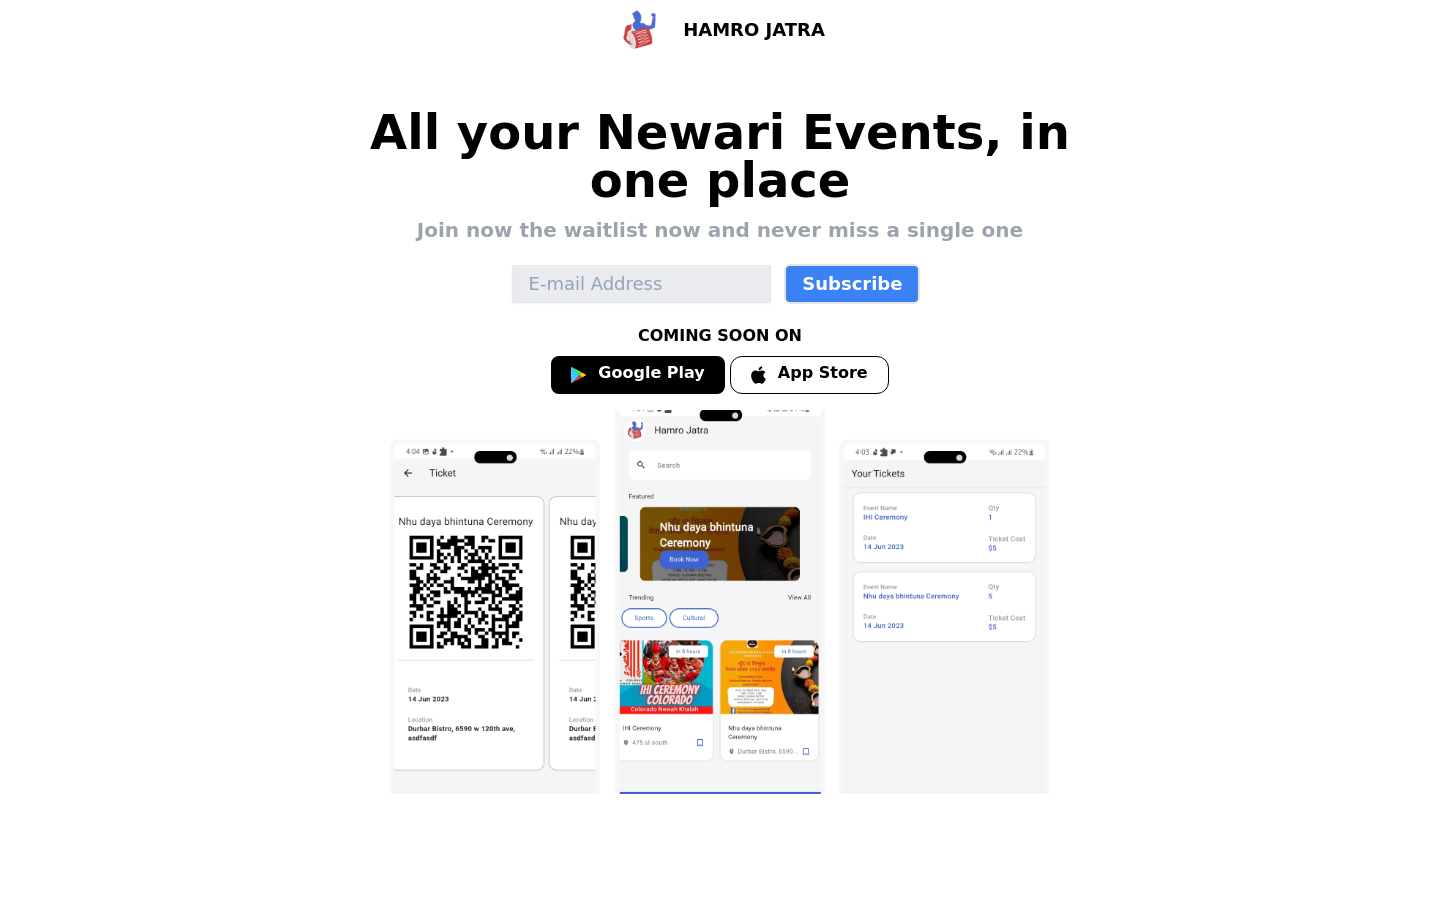 HAMRO JATRA
All your Newari Events, in
one place
Join now the waitlist now and never miss a single one
E-mail Address
Subscribe
COMING SOON ON
Google Play
App Store
4:04
22%
Ticket
Nhu daya bhintuna Ceremony
Nhu day
Date
14 Jun 2023
Location
Durbar Bistro, 6590 w 120th ave,
asdfasdf
Date
14 Jun 2
Location
Durbar B
asdfasd
Hamro Jatra
Search
Featured
Nhu daya bhintuna
Ceremony
Book Now
Trending
View All
Sports
Cultural
in 8 hours
IHI CEREMONY
COLORADO
Colorado Newah Khalah
IHI Ceremony
475 st south
in 8 hours
Nhu daya bhintuna
Ceremony
Durbar Bistro, 6590 ..
4:03
22%
Your Tickets
Event Name
Qty
IHI Ceremony
1
Date
Ticket Cost
14 Jun 2023
$5
Event Name
Qty
Nhu daya bhintuna Ceremony
5
Date
Ticket Cost
14 Jun 2023
$5